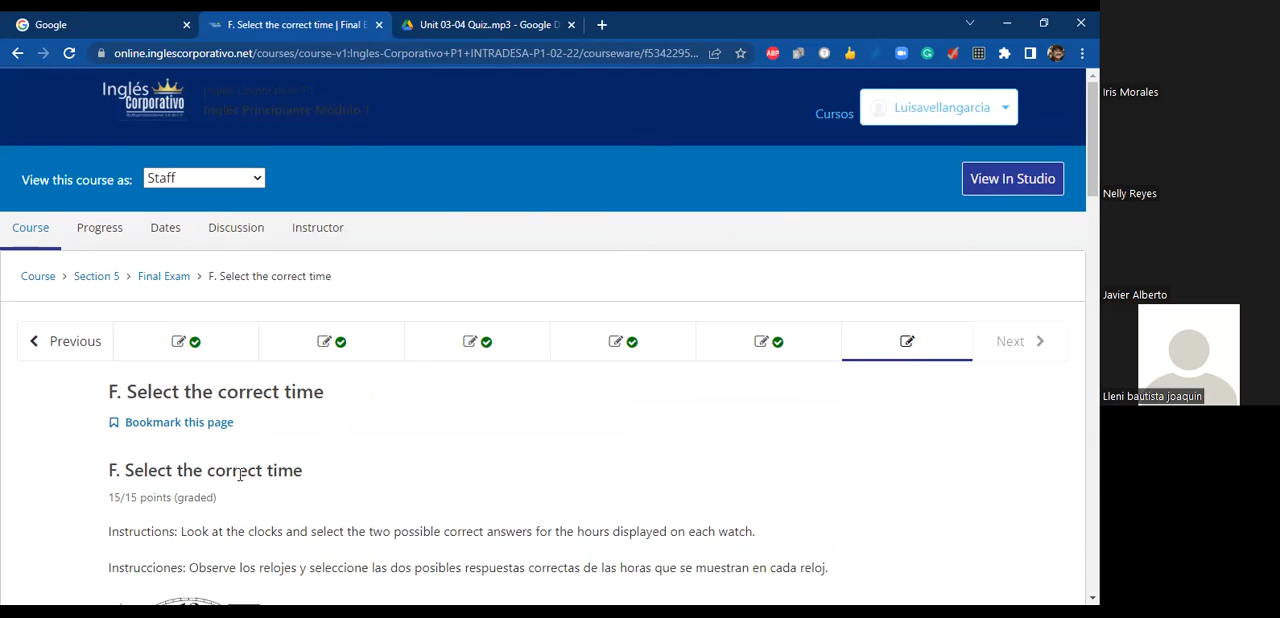 Google
F. Select the correct time | Final E
Unit 03-04 Quiz..mp3 - Google D
online.inglescorporativo.net/courses/course-v1:Ingles-Corporativo+P1+INTRADESA-P1-02-22/courseware/f5342295...
ABP
Inglés
Corporativo
Inglés Principiante Módulo 1
Cursos
Luisavellangarcia
View this course as:
Staff
View In Studio
Course
Progress
Dates
Discussion
Instructor
Course > Section 5 > Final Exam > F. Select the correct time
Previous
Next
F. Select the correct time
Bookmark this page
F. Select the correct time
15/15 points (graded)
Instructions: Look at the clocks and select the two possible correct answers for the hours displayed on each watch.
Instrucciones: Observe los relojes y seleccione las dos posibles respuestas correctas de las horas que se muestran en cada reloj.
Iris Morales
Nelly Reyes
Javier Alberto
Lleni bautista joaquin